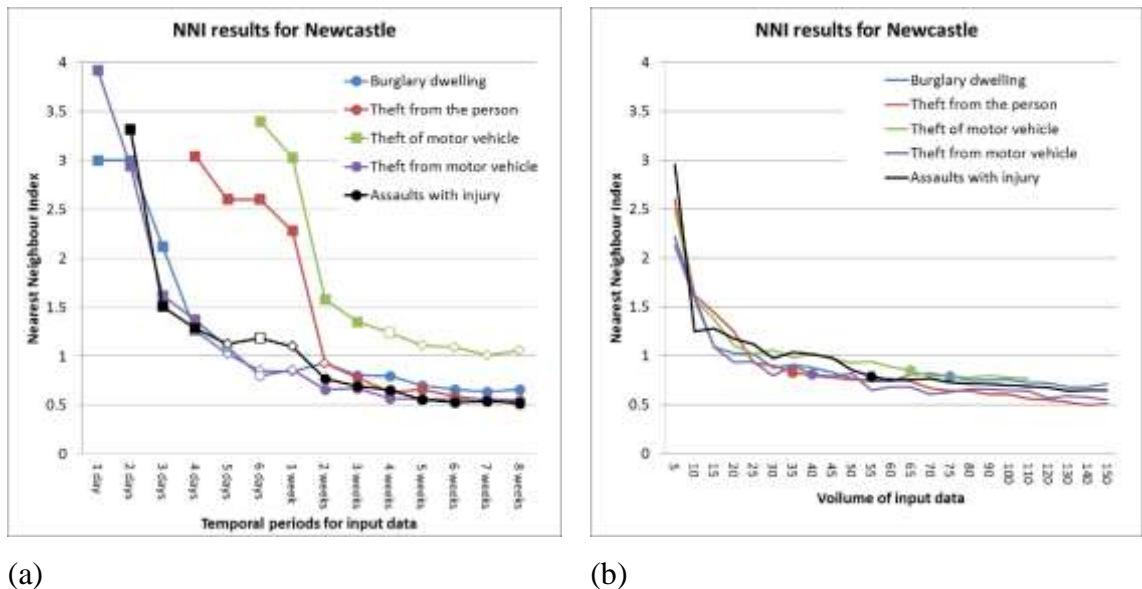 NNI results for Newcastle
4
3.5
3
2.5
2
1.5
1
0.5
0
Nearest Neighbour Index
Burglary dwelling
Theft from the person
Theft of motor vehicle
Theft from motor vehicle
Assaults with injury
1 day
2 days
3 days
4 days
5 days
6 days
1 week
2 weeks
3 weeks
4 weeks
5 weeks
6 weeks
7 weeks
8 weeks
Temporal periods for input data
(a)
NNI results for Newcastle
4
3.5
3
2.5
2
1.5
1
0.5
0
Nearest Neighbour Index
Burglary dwelling
Theft from the person
Theft of motor vehicle
Theft from motor vehicle
Assaults with injury
5
10
15
20
25
30
35
40
45
50
55
60
65
70
75
80
90
100
110
120
130
140
150
Voilume of input data
(b)